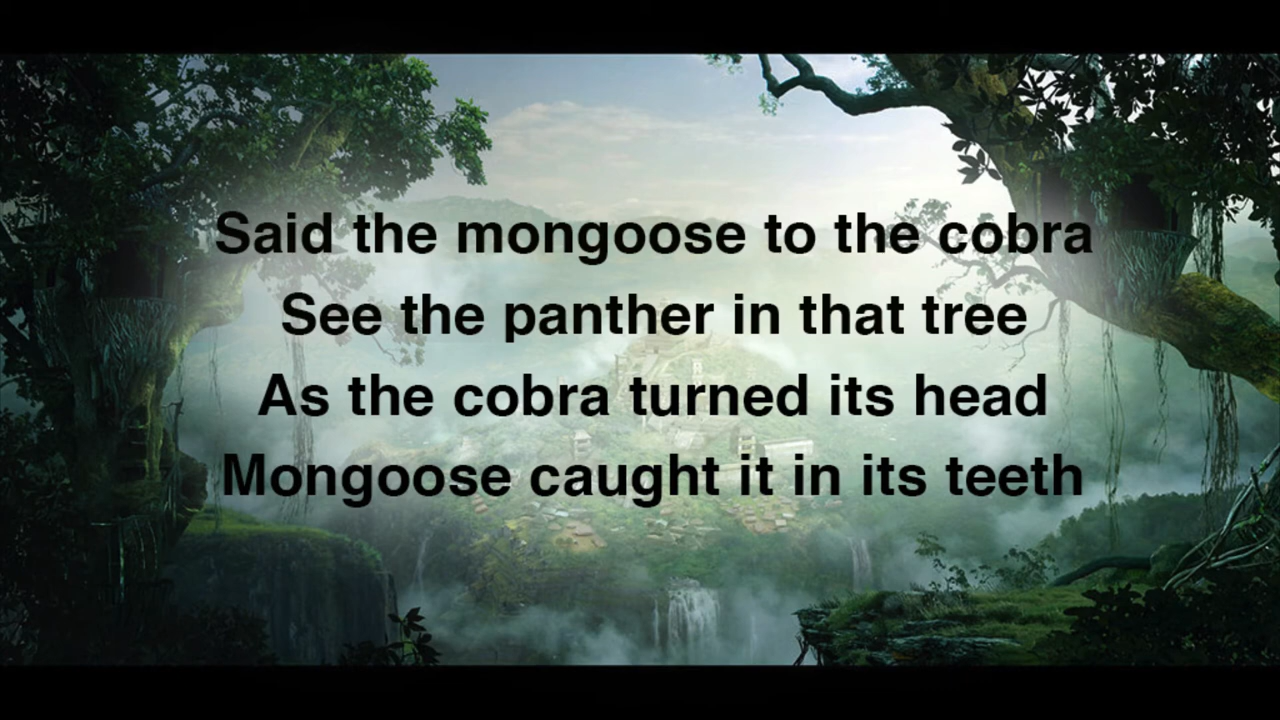 Said the mongoose to the cobra
See the panther in that tree
As the cobra turned its head
Mongoose caught it in its teeth